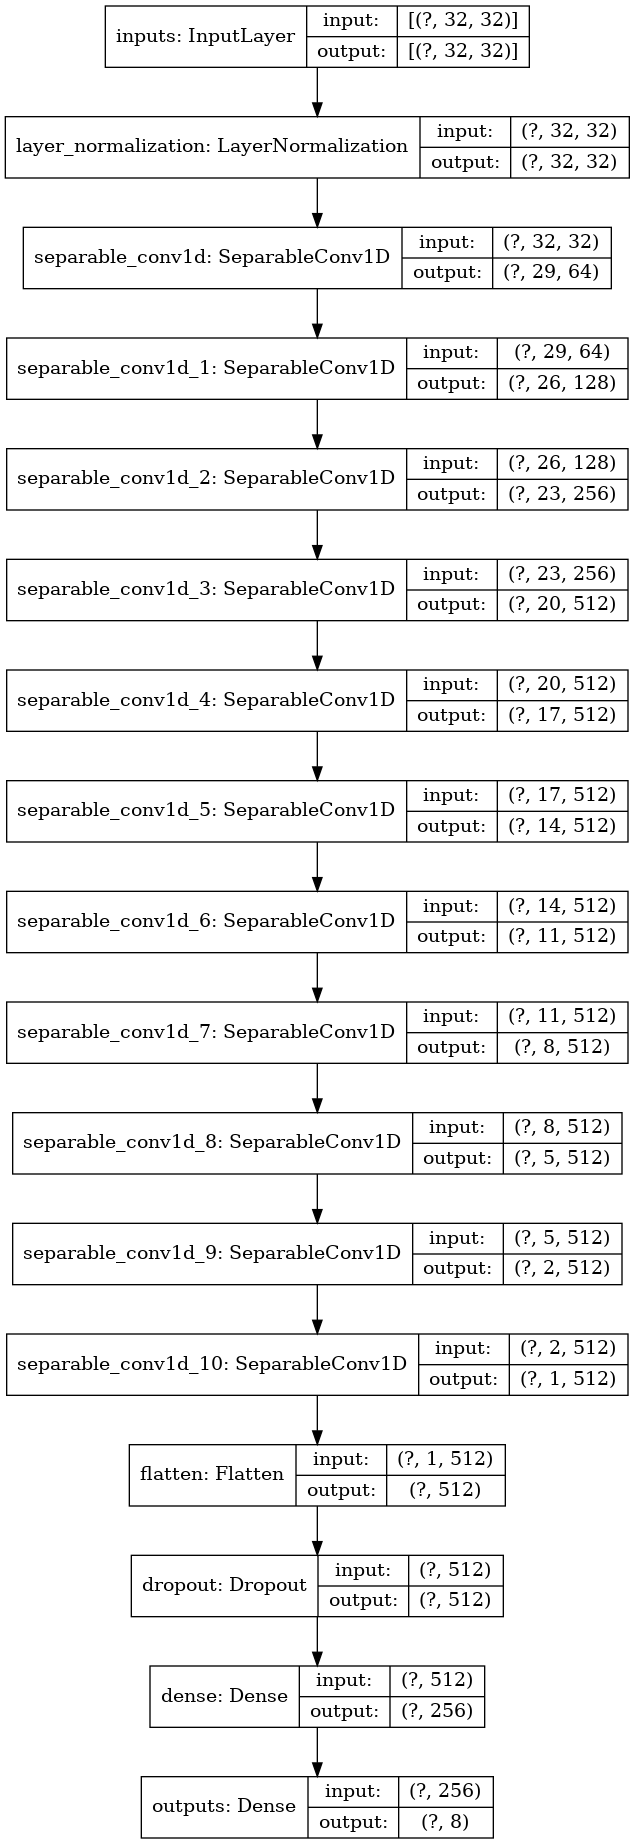 inputs: InputLayer
input: [(?, 32, 32)]
output: [(?, 32, 32)]
layer_normalization: LayerNormalization
input: (?, 32, 32)
output: (?, 32, 32)
separable_conv1d: SeparableConv1D
input: (?, 32, 32)
output: (?, 29, 64)
separable_conv1d_1: SeparableConv1D
input: (?, 29, 64)
output: (?, 26, 128)
separable_conv1d_2: SeparableConv1D
input: (?, 26, 128)
output: (?, 23, 256)
separable_conv1d_3: SeparableConv1D
input: (?, 23, 256)
output: (?, 20, 512)
separable_conv1d_4: SeparableConv1D
input: (?, 20, 512)
output: (?, 17, 512)
separable_conv1d_5: SeparableConv1D
input: (?, 17, 512)
output: (?, 14, 512)
separable_conv1d_6: SeparableConv1D
input: (?, 14, 512)
output: (?, 11, 512)
separable_conv1d_7: SeparableConv1D
input: (?, 11, 512)
output: (?, 8, 512)
separable_conv1d_8: SeparableConv1D
input: (?, 8, 512)
output: (?, 5, 512)
separable_conv1d_9: SeparableConv1D
input: (?, 5, 512)
output: (?, 2, 512)
separable_conv1d_10: SeparableConv1D
input: (?, 2, 512)
output: (?, 1, 512)
flatten: Flatten
input: (?, 1, 512)
output: (?, 512)
dropout: Dropout
input: (?, 512)
output: (?, 512)
dense: Dense
input: (?, 512)
output: (?, 256)
outputs: Dense
input: (?, 256)
output: (?, 8)